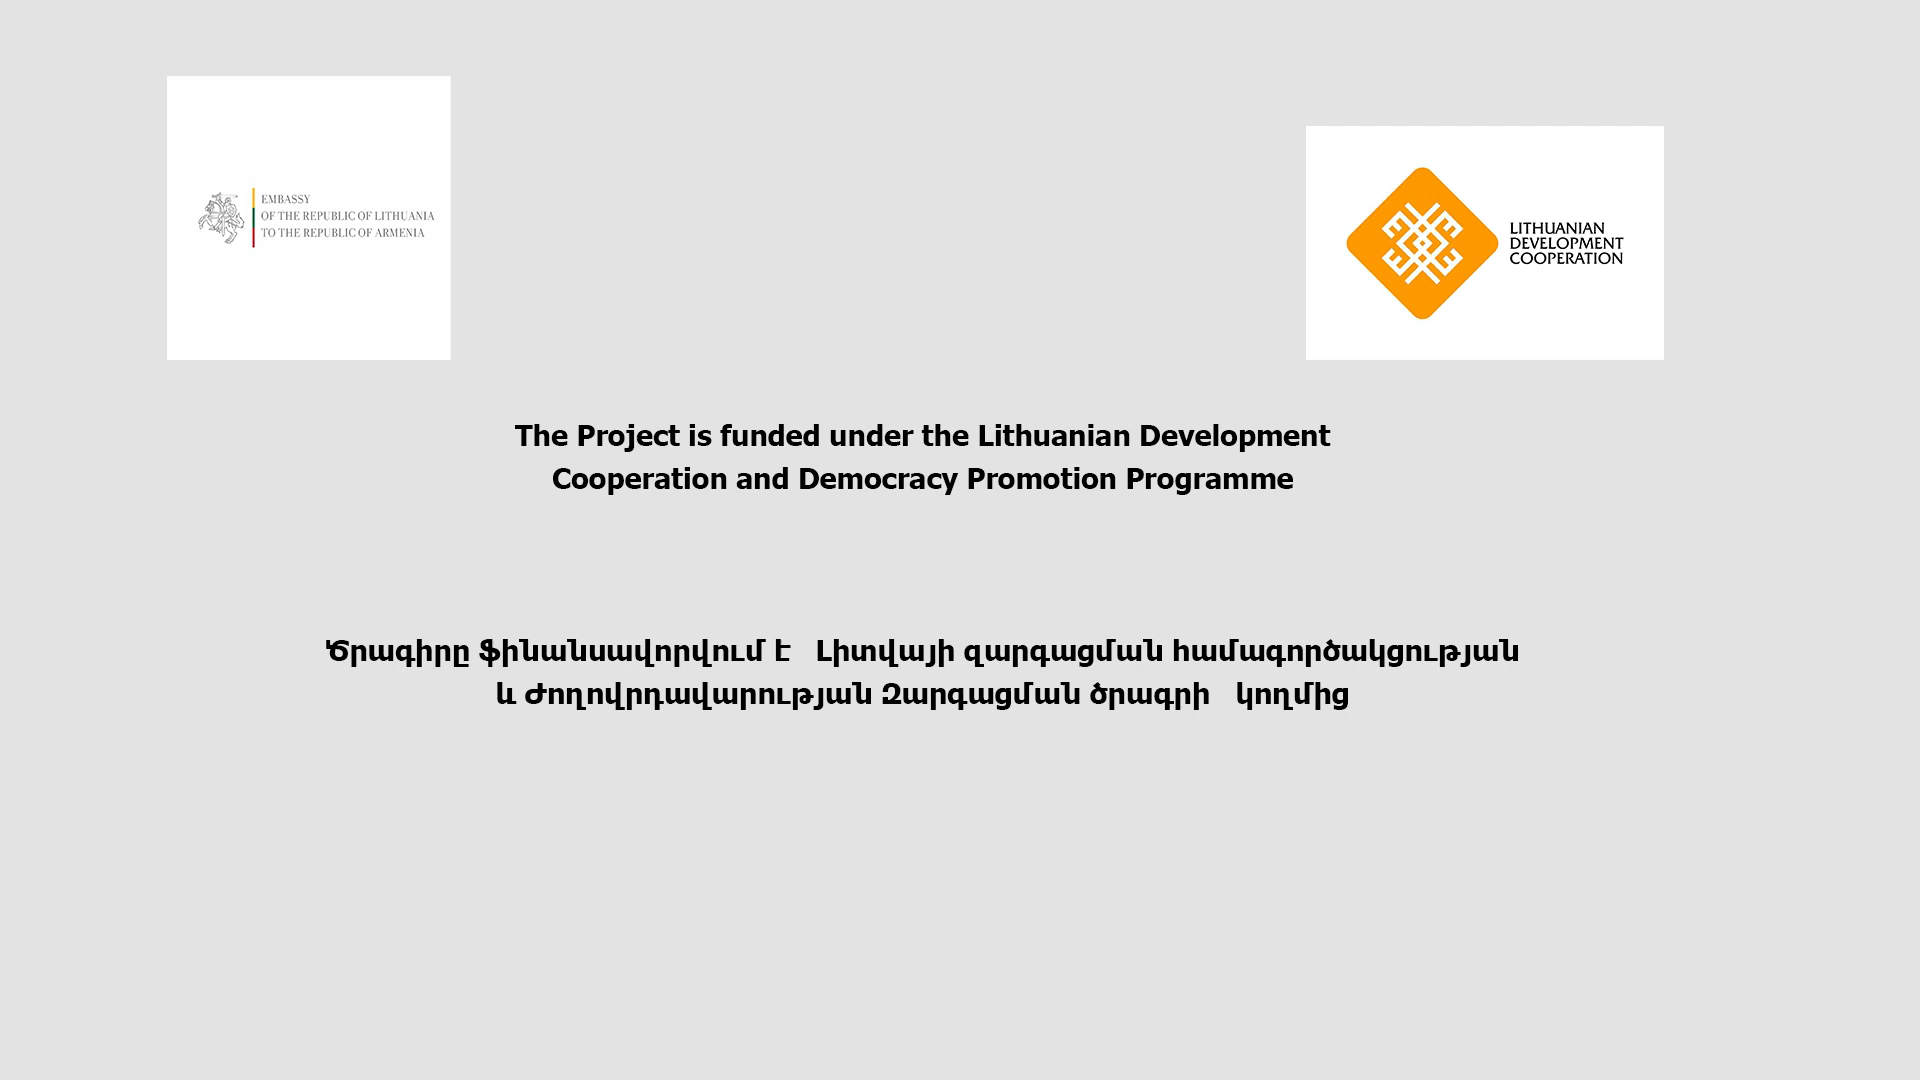 EMBASSY
OF THE REPUBLIC OF LITHUANIA
TO THE REPUBLIC OF ARMENIA
LITHUANIAN
DEVELOPMENT
COOPERATION
The Project is funded under the Lithuanian Development
Cooperation and Democracy Promotion Programme
Ծրագիրը ֆինանսավորվում է Լիտվայի զարգացման համագործակցության
և Ժողովրդավարության Զարգացման ծրագրի կողմից